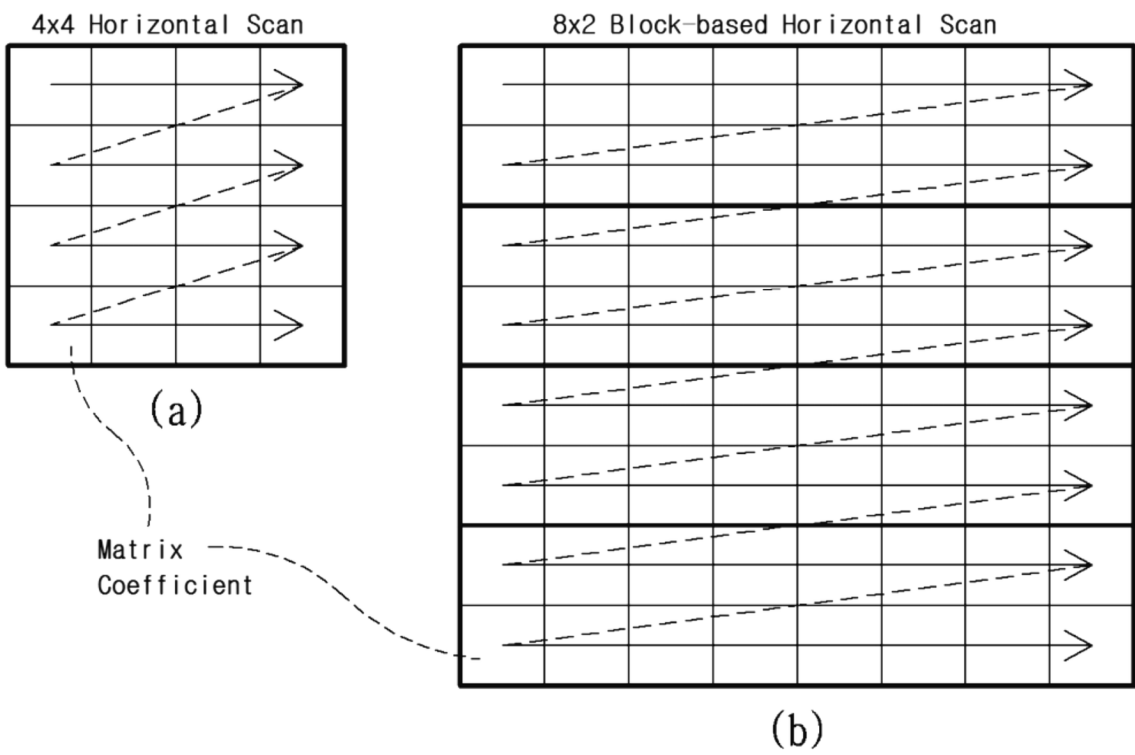 4x4 Horizontal Scan
8x2 Block-based Horizontal Scan
(a)
Matrix
Coefficient
(b)